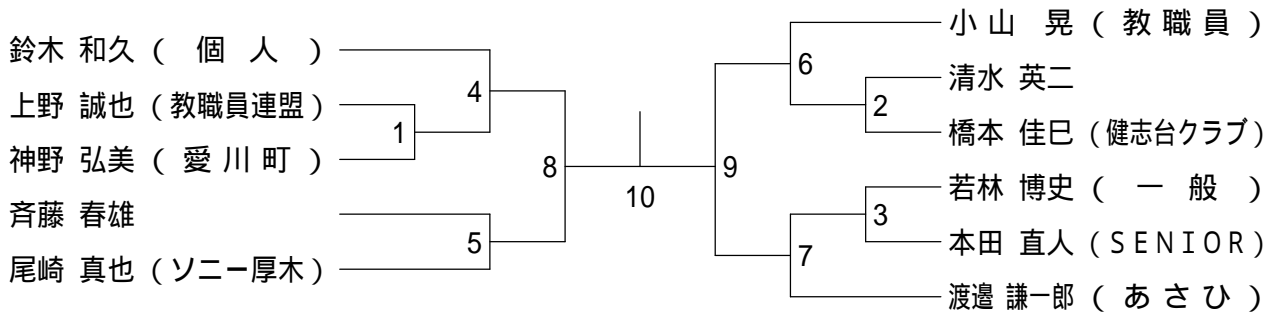 鈴木 和久 ( 個 人 )
上野 誠也 (教職員連盟)
神野 弘美 ( 愛 川 町 )
斉藤 春雄
尾崎 真也 (ソニー厚木)
4
1
8
5
10
小 山 晃 ( 教 職 員 )
清水 英二
橋本 佳巳 (健志台クラブ)
若林 博史 ( 一 般 )
本田 直人 (SENIOR)
渡邉 謙一郎 ( あ さ ひ )
6
2
9
3
7